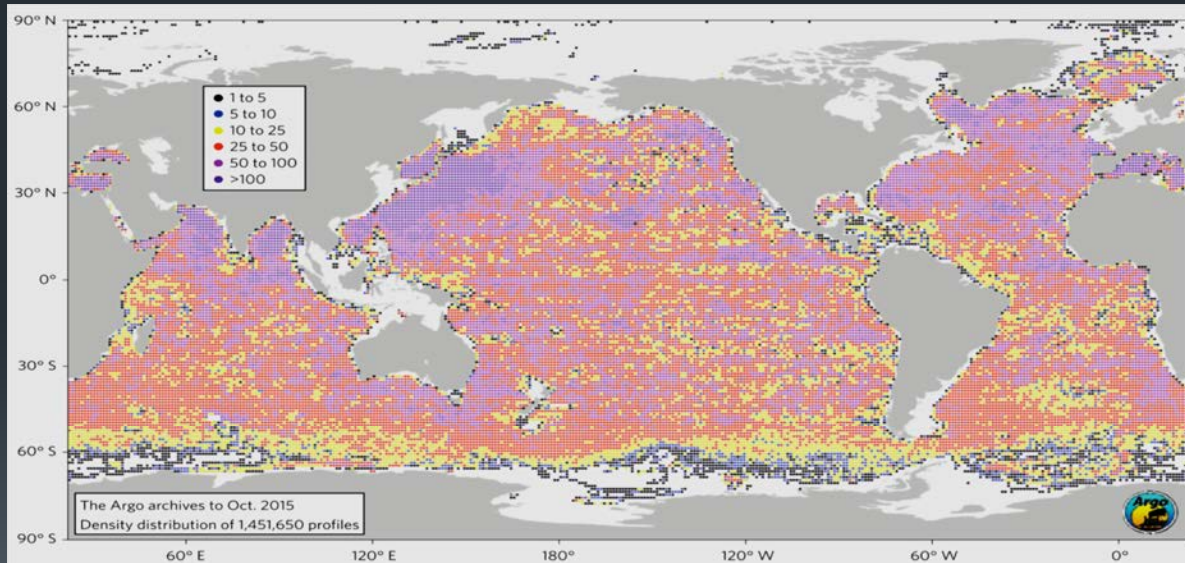 90° N
60° N
30° N
0°
30° S
60° S
90° S
1 to 5
5 to 10
10 to 25
25 to 50
50 to 100
>100
The Argo archives to Oct. 2015
Density distribution of 1,451,650 profiles
Argo
60° E
120° E
180°
120° W
60° W
0°